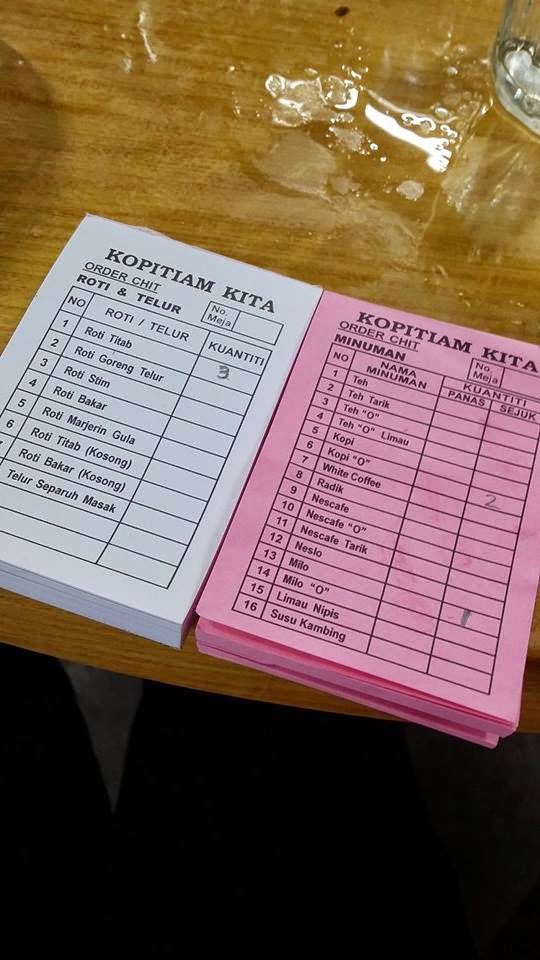 KOPITIAM KITA
ORDER CHIT
ROTI & TELUR
No. Meja
NO ROTI / TELUR KUANTITI
1 Roti Titab 3
2 Roti Goreng Telur
3 Roti Stim
4 Roti Bakar
5 Roti Marjerin Gula
6 Roti Titab (Kosong)
Roti Bakar (Kosong)
Telur Separuh Masak
KOPITIAM KITA
ORDER CHIT
MINUMAN
No. Meja
NO NAMA MINUMAN KUANTITI
PANAS SEJUK
1 Teh
2 Teh Tarik
3 Teh "O"
4 Teh "O" Limau
5 Kopi
6 Kopi "O" 2
7 White Coffee
8 Radik
9 Nescafe
10 Nescafe "O"
11 Nescafe Tarik
12 Neslo
13 Milo
14 Milo "O" 1
15 Limau Nipis
16 Susu Kambing